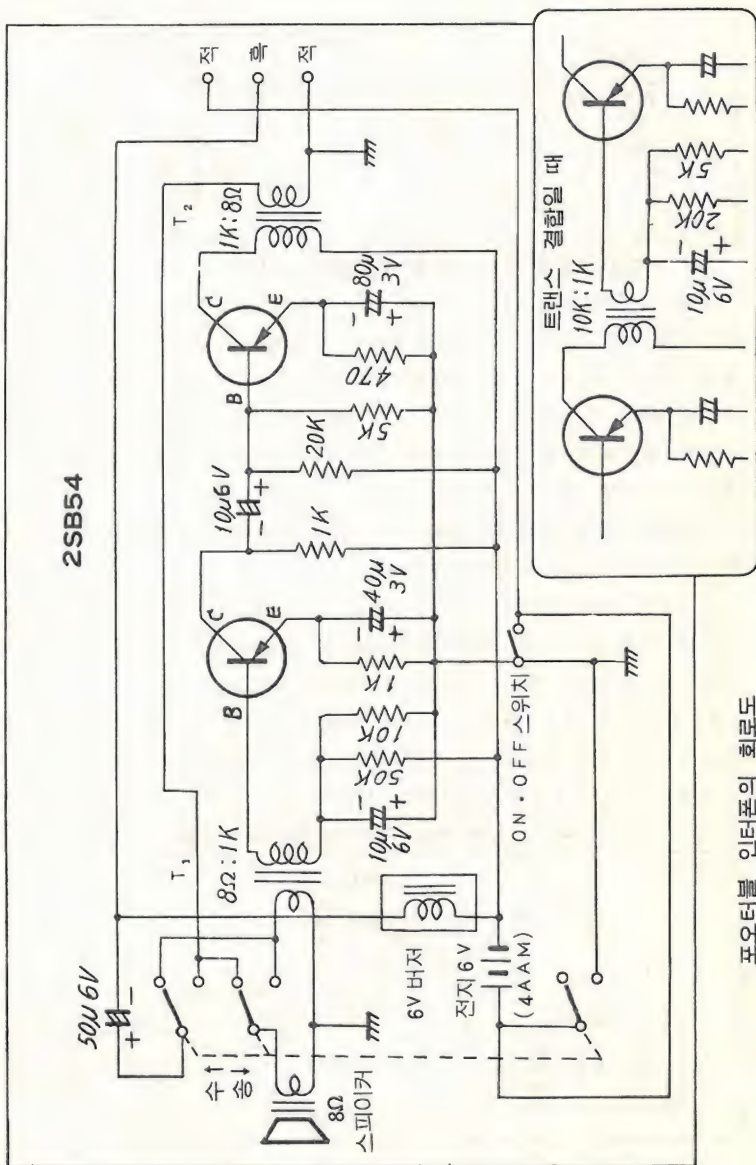 2SB54
50μ6V
+
−
수
송
8Ω
스피이커
T₁
8Ω:1K
10μ
6V
−
+
50K
10K
1K
40μ
3V
−
+
B
C
E
1K
10μ6V
−
+
20K
5K
B
C
E
470
80μ
3V
−
+
T₂
1K:8Ω
적
흑
적
6V 버저
전지 6V
(4AAM)
ON·OFF 스위치
트랜스 결합일 때
10K:1K
10μ
6V
−
+
20K
5K
포오터블 인터폰의 회로도